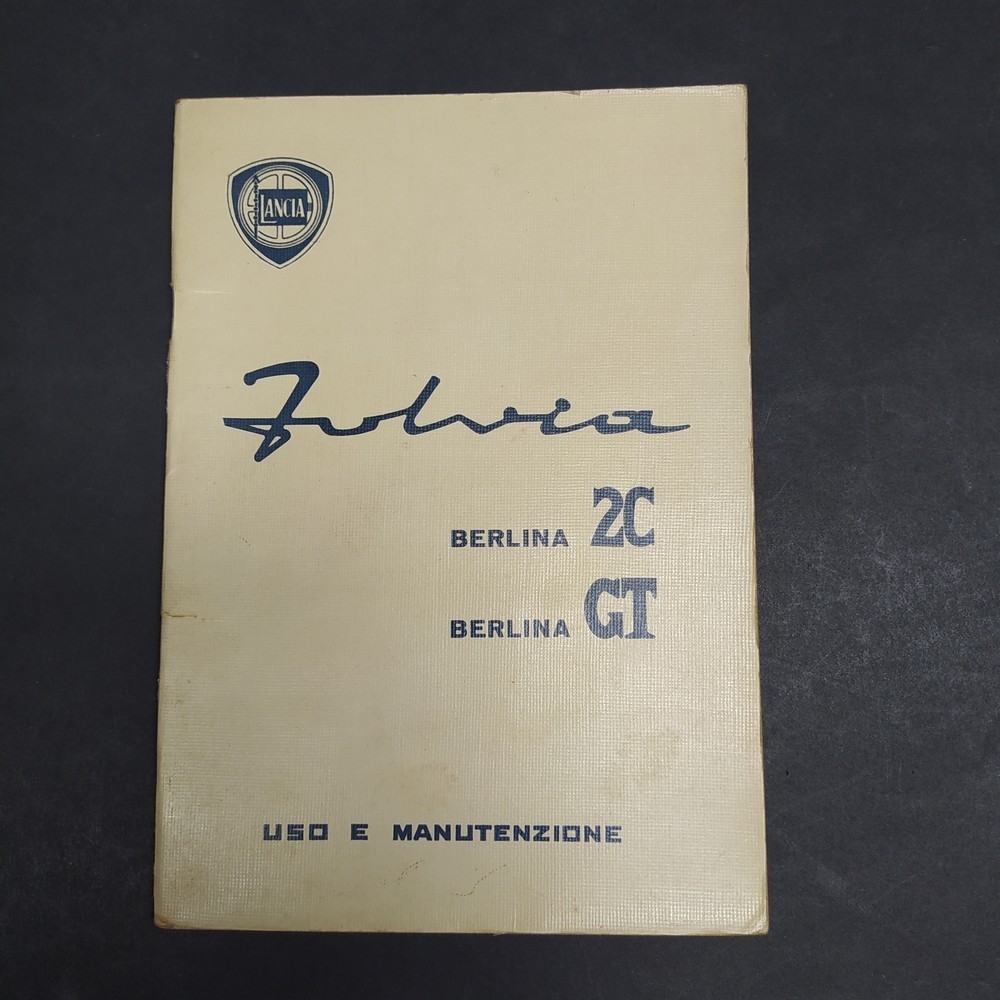 LANCIA
Fulvia
BERLINA 2C
BERLINA GT
USO E MANUTENZIONE